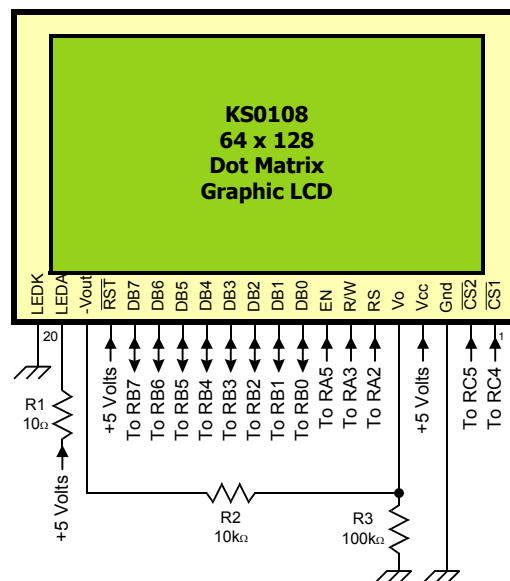 KS0108
64 x 128
Dot Matrix
Graphic LCD
LEDK
LEDA
-Vout
RST
DB7
DB6
DB5
DB4
DB3
DB2
DB1
DB0
EN
R/W
RS
Vo
Vcc
Gnd
CS2
CS1
20
1
+5 Volts
To RB7
To RB6
To RB5
To RB4
To RB3
To RB2
To RB1
To RB0
To RA5
To RA3
To RA2
+5 Volts
To RC5
To RC4
R1
10Ω
+5 Volts
R2
10kΩ
R3
100kΩ